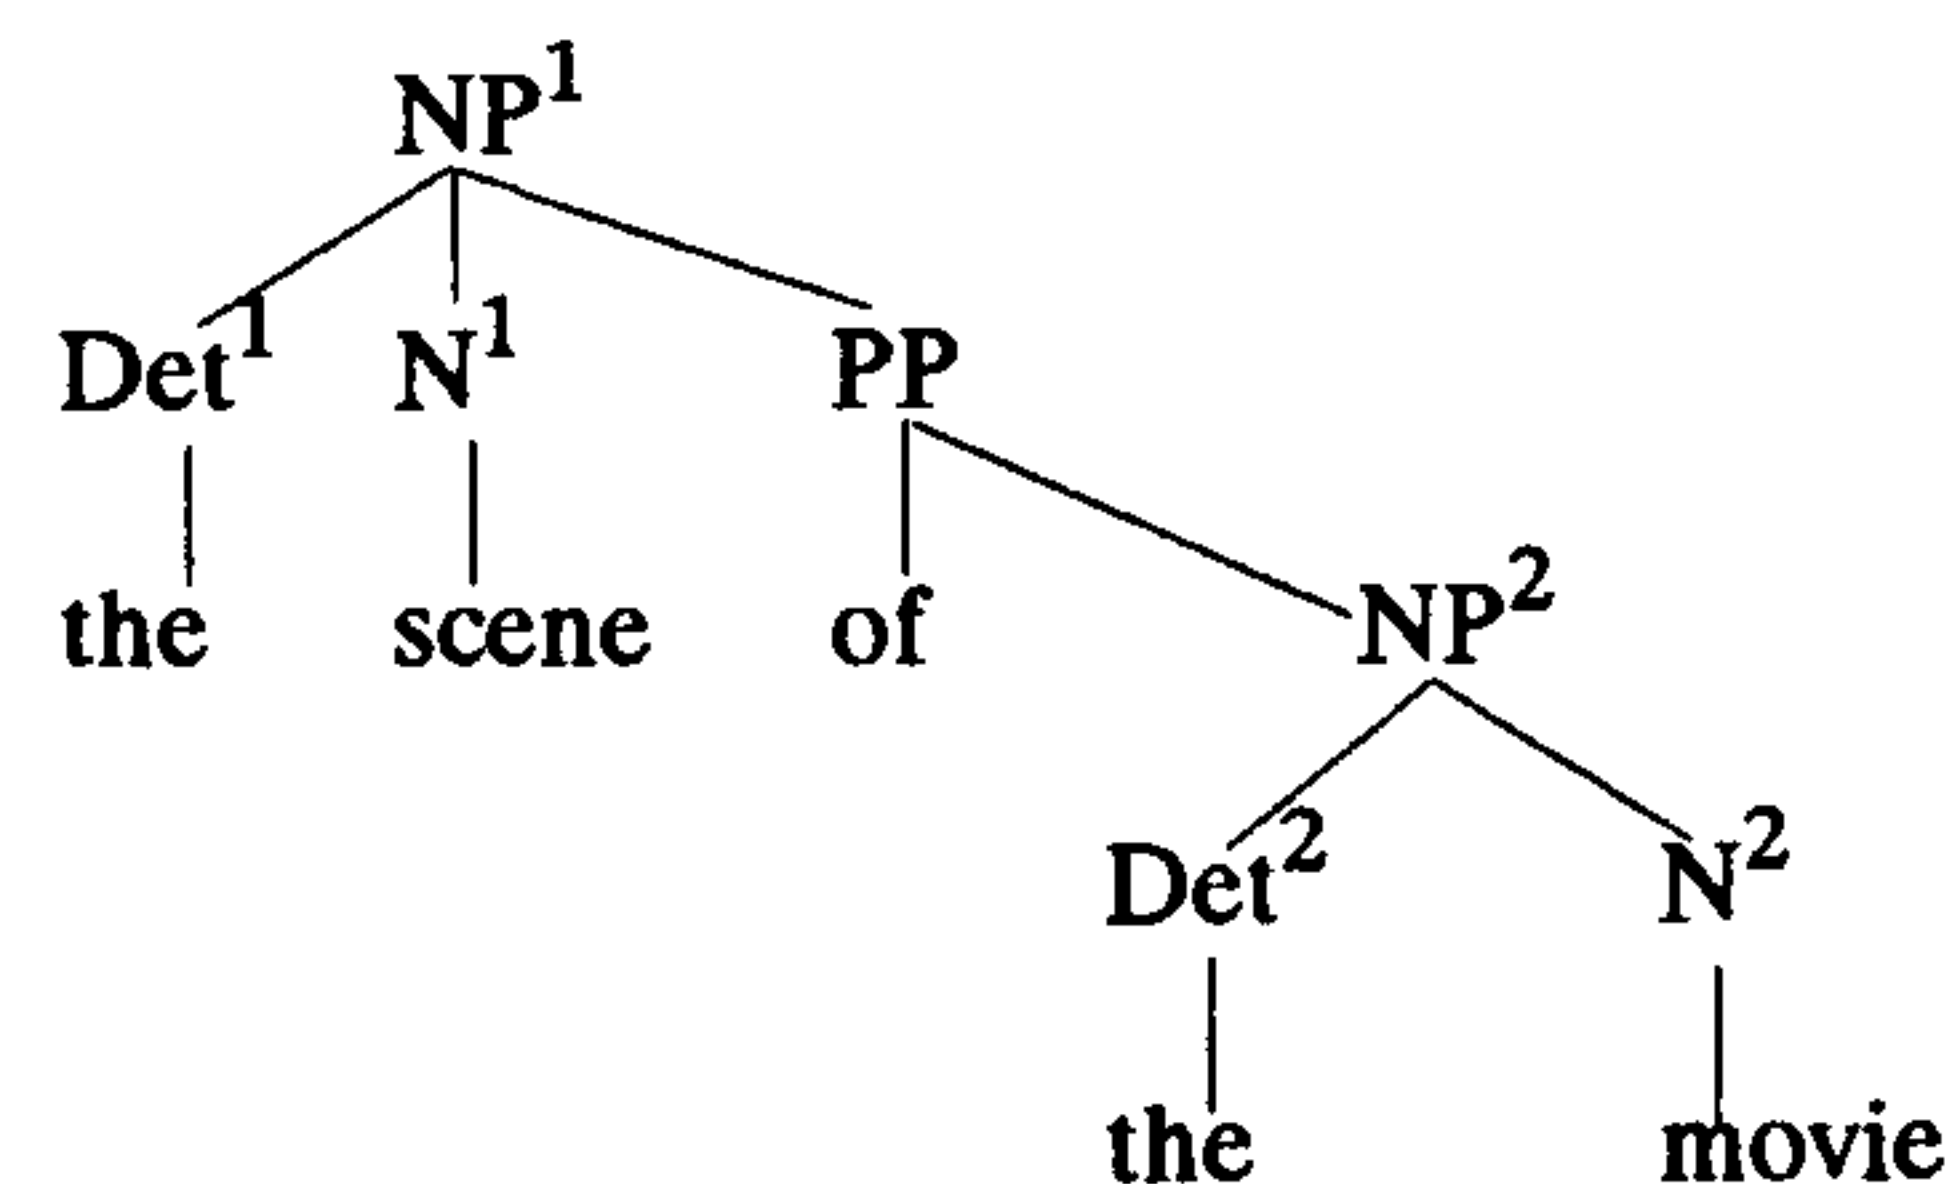 NP¹
Det¹ N¹ PP
the scene of NP²
Det² N²
the movie